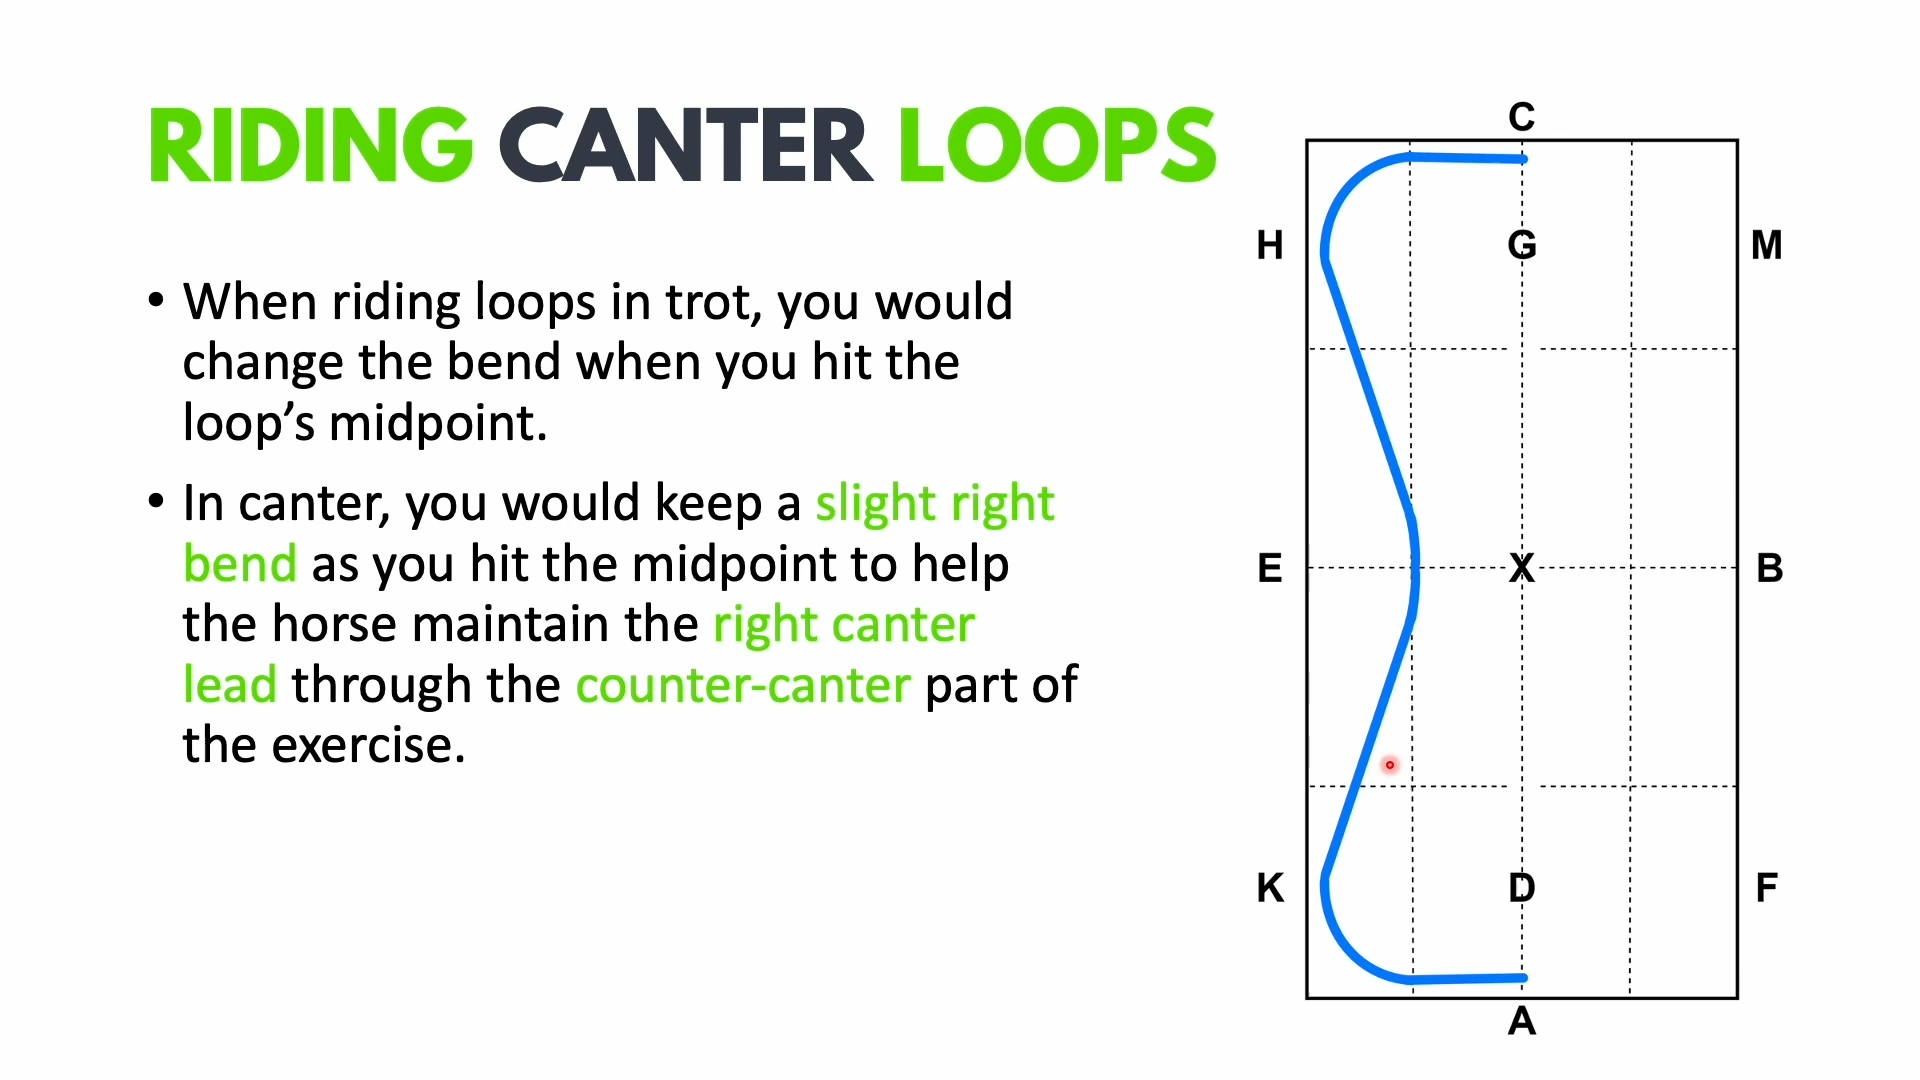 RIDING CANTER LOOPS
• When riding loops in trot, you would
change the bend when you hit the
loop’s midpoint.
• In canter, you would keep a slight right
bend as you hit the midpoint to help
the horse maintain the right canter
lead through the counter-canter part of
the exercise.
C
H G M
E X B
K D F
A